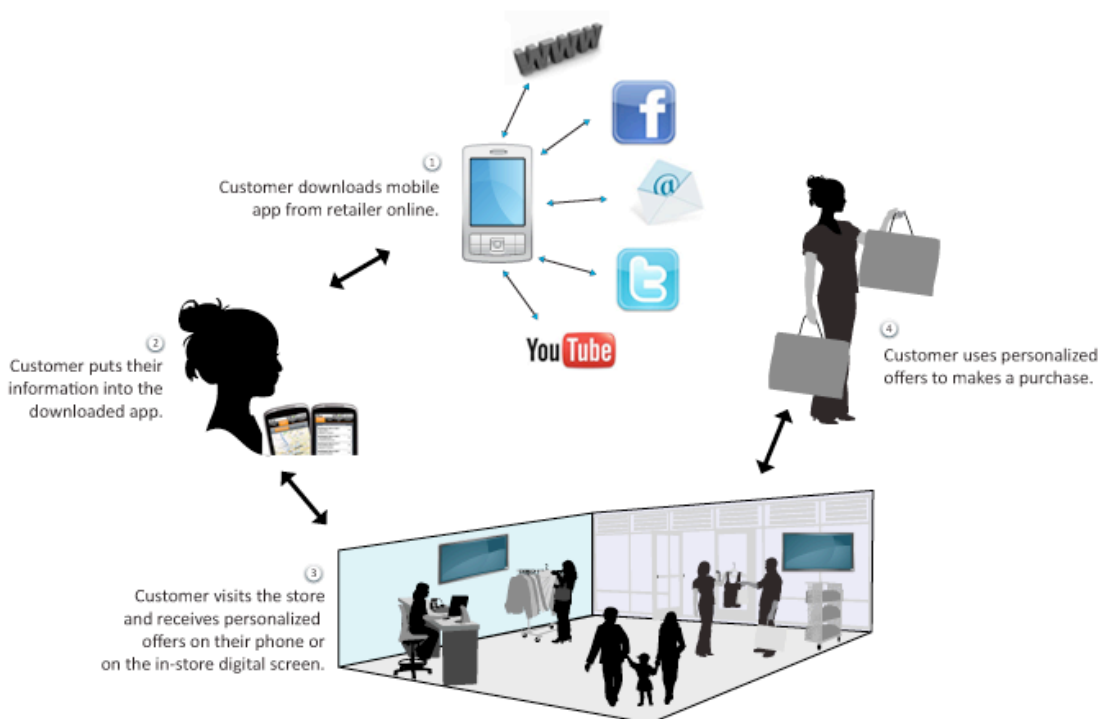 WWW
f
@
1
Customer downloads mobile
app from retailer online.
t
YouTube
2
Customer puts their
information into the
downloaded app.
4
Customer uses personalized
offers to makes a purchase.
3
Customer visits the store
and receives personalized
offers on their phone or
on the in-store digital screen.